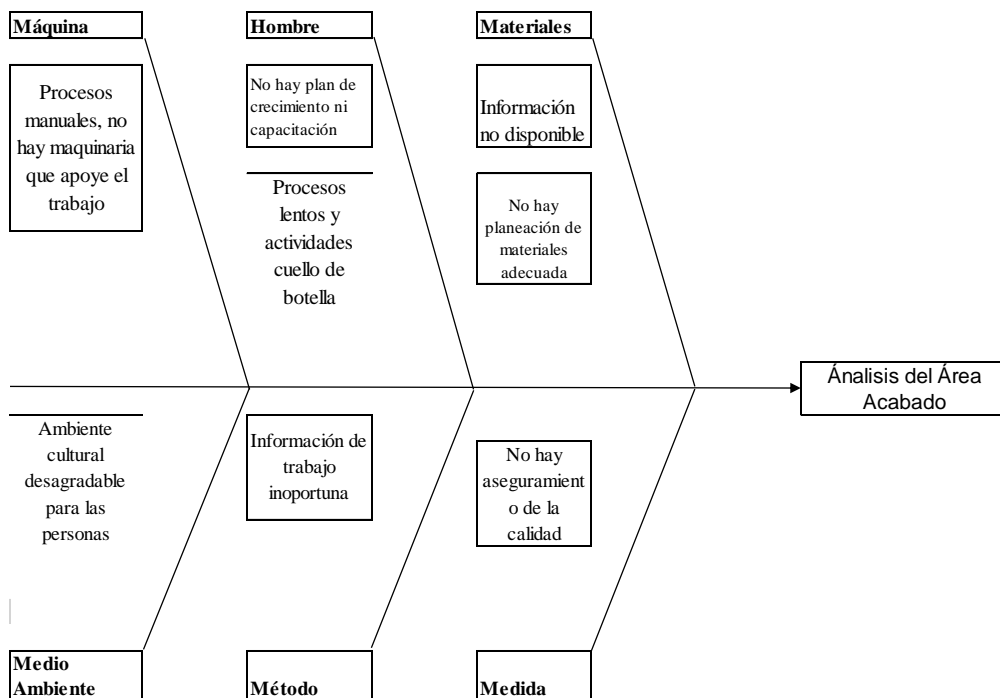 Máquina
Hombre
Materiales
Procesos
manuales, no
hay maquinaria
que apoye el
trabajo
No hay plan de
crecimiento ni
capacitación
Información
no disponible
Procesos
lentos y
actividades
cuello de
botella
No hay
planeación de
materiales
adecuada
Ánalisis del Área
Acabado
Ambiente
cultural
desagradable
para las
personas
Información de
trabajo
inoportuna
No hay
aseguramient
o de la
calidad
Medio
Ambiente
Método
Medida